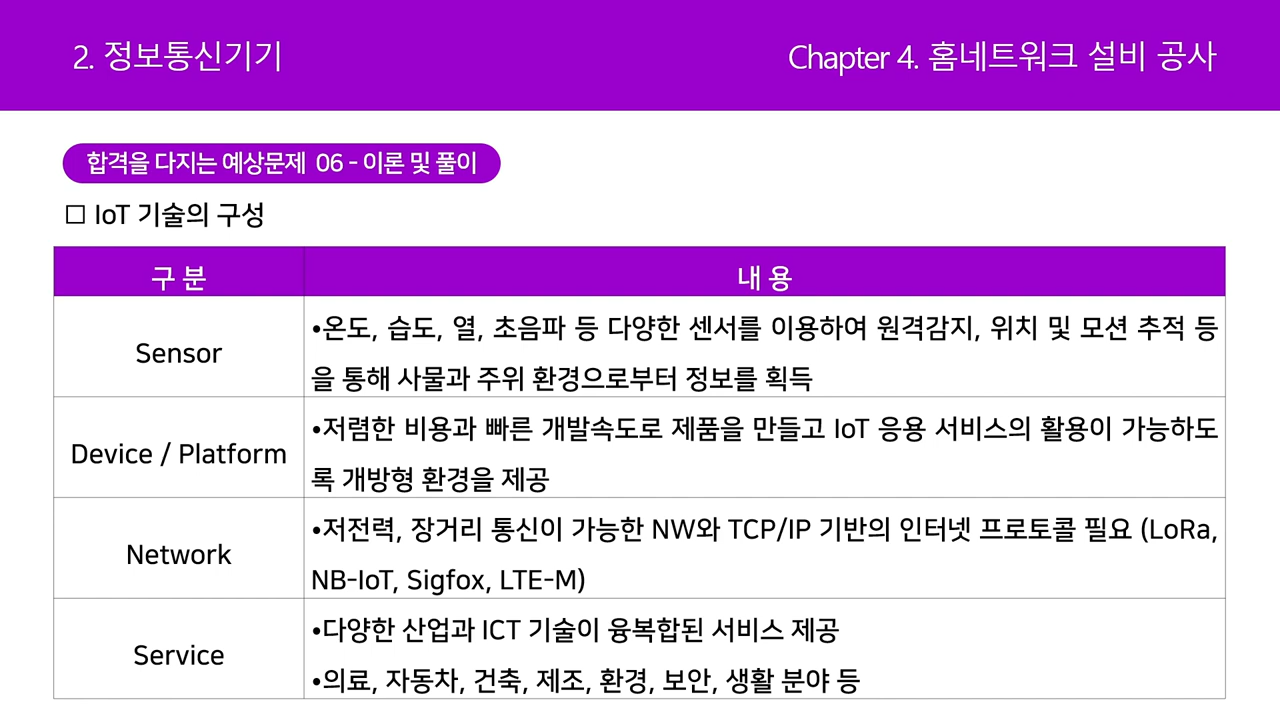 2. 정보통신기기
Chapter 4. 홈네트워크 설비 공사
합격을 다지는 예상문제 06 - 이론 및 풀이
□ IoT 기술의 구성
구 분
내 용
Sensor
•온도, 습도, 열, 초음파 등 다양한 센서를 이용하여 원격감지, 위치 및 모션 추적 등
을 통해 사물과 주위 환경으로부터 정보를 획득
Device / Platform
•저렴한 비용과 빠른 개발속도로 제품을 만들고 IoT 응용 서비스의 활용이 가능하도
록 개방형 환경을 제공
Network
•저전력, 장거리 통신이 가능한 NW와 TCP/IP 기반의 인터넷 프로토콜 필요 (LoRa,
NB-IoT, Sigfox, LTE-M)
Service
•다양한 산업과 ICT 기술이 융복합된 서비스 제공
•의료, 자동차, 건축, 제조, 환경, 보안, 생활 분야 등